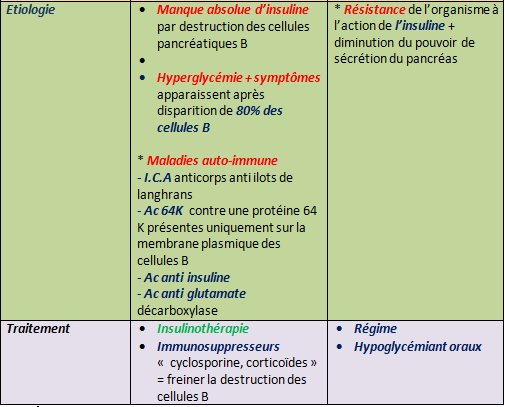 Etiologie
• Manque absolue d’insuline
par destruction des cellules
pancréatiques B
•
• Hyperglycémie + symptômes
apparaissent après
disparition de 80% des
cellules B
* Maladies auto-immune
- I.C.A anticorps anti ilots de
langhrans
- Ac 64K contre une protéine 64
K présentes uniquement sur la
membrane plasmique des
cellules B
- Ac anti insuline
- Ac anti glutamate
décarboxylase
* Résistance de l’organisme à
l’action de l’insuline +
diminution du pouvoir de
sécrétion du pancréas
Traitement
• Insulinothérapie
• Immunosuppresseurs
« cyclosporine, corticoïdes »
= freiner la destruction des
cellules B
• Régime
• Hypoglycémiant oraux